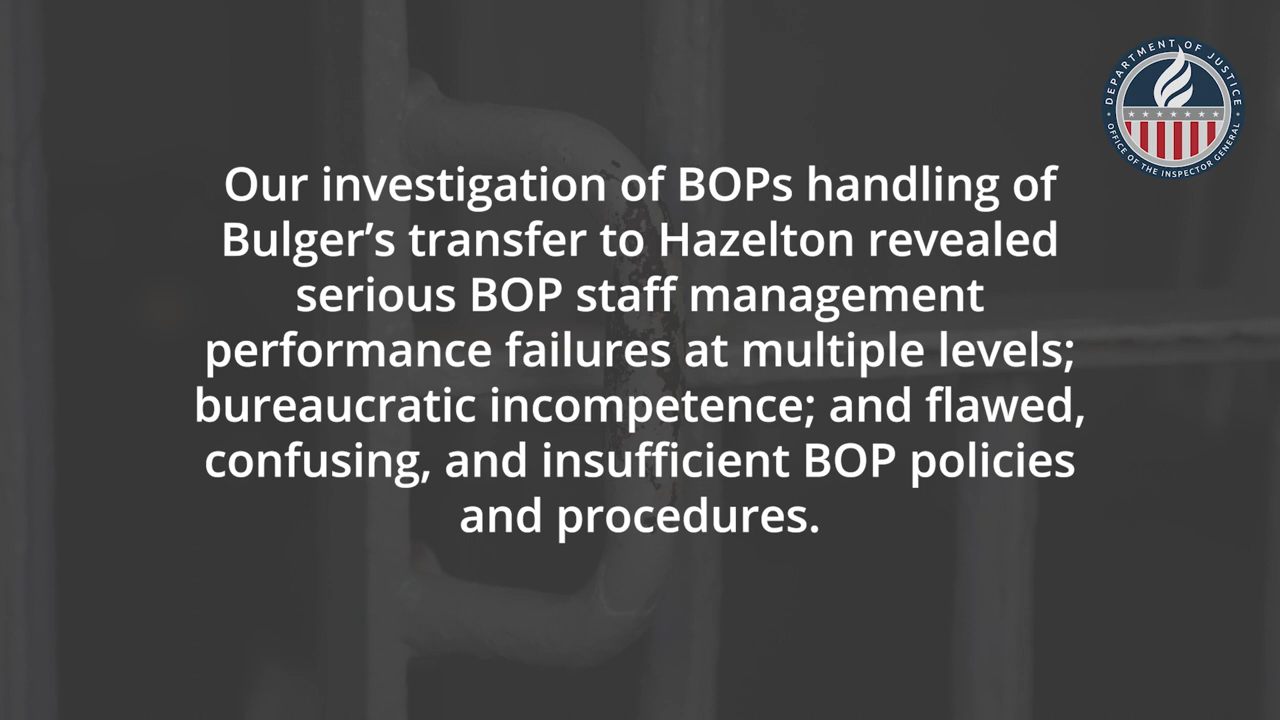 DEPARTMENT OF JUSTICE
OFFICE OF THE INSPECTOR GENERAL
Our investigation of BOPs handling of
Bulger’s transfer to Hazelton revealed
serious BOP staff management
performance failures at multiple levels;
bureaucratic incompetence; and flawed,
confusing, and insufficient BOP policies
and procedures.